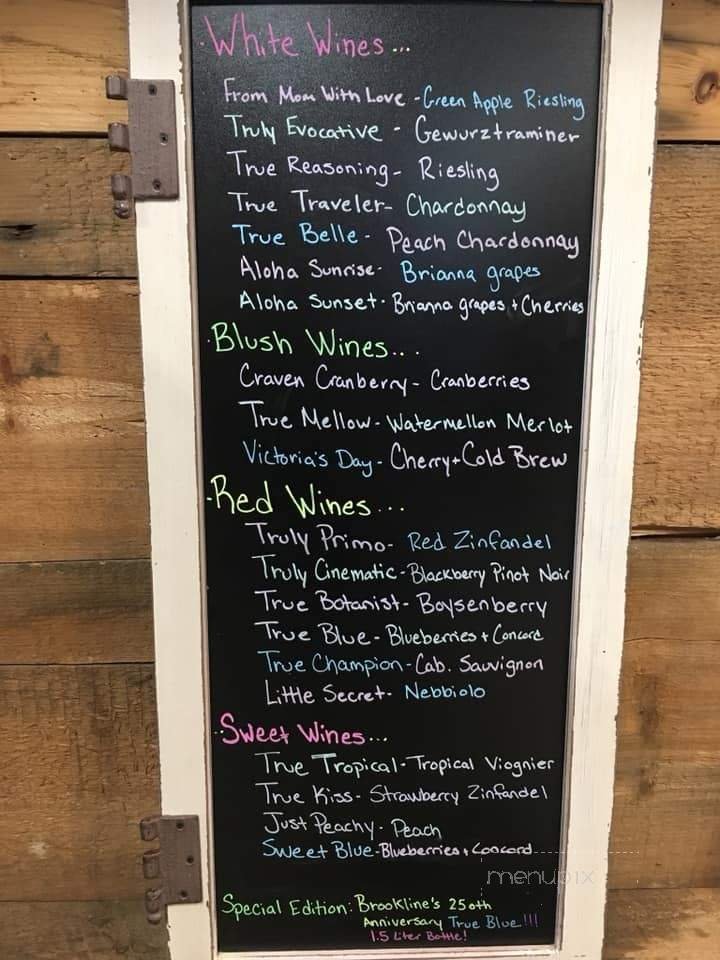 White Wines...
From Mom With Love - Green Apple Riesling
Truly Evocative - Gewurztraminer
True Reasoning - Riesling
True Traveler - Chardonnay
True Belle - Peach Chardonnay
Aloha Sunrise - Brianna grapes
Aloha Sunset - Brianna grapes + Cherries
Blush Wines...
Craven Cranberry - Cranberries
True Mellow - Watermellon Merlot
Victoria's Day - Cherry + Cold Brew
Red Wines...
Truly Primo - Red Zinfandel
Truly Cinematic - Blackberry Pinot Noir
True Botanist - Boysenberry
True Blue - Blueberries + Concord
True Champion - Cab. Sauvignon
Little Secret - Nebbiolo
Sweet Wines...
True Tropical - Tropical Viognier
True Kiss - Strawberry Zinfandel
Just Peachy - Peach
Sweet Blue - Blueberries + Concord
menupix
Special Edition: Brookline's 250th
Anniversary True Blue!!!
1.5 Liter Bottle!